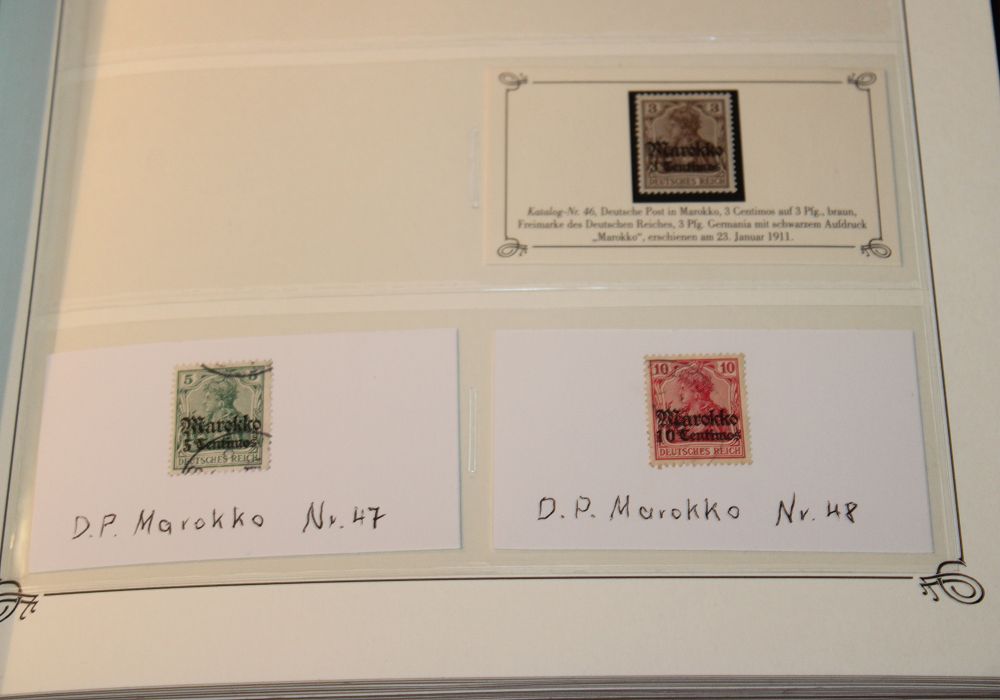 3 3
Marokko
3 Centimos
DEUTSCHES REICH
Katalog-Nr. 46, Deutsche Post in Marokko, 3 Centimos auf 3 Pfg., braun,
Freimarke des Deutschen Reiches, 3 Pfg. Germania mit schwarzem Aufdruck
„Marokko“, erschienen am 23. Januar 1911.
5 5
Marokko
5 Centimos
DEUTSCHES REICH
D.P. Marokko Nr. 47
10 10
Marokko
10 Centimos
DEUTSCHES REICH
D.P. Marokko Nr. 48